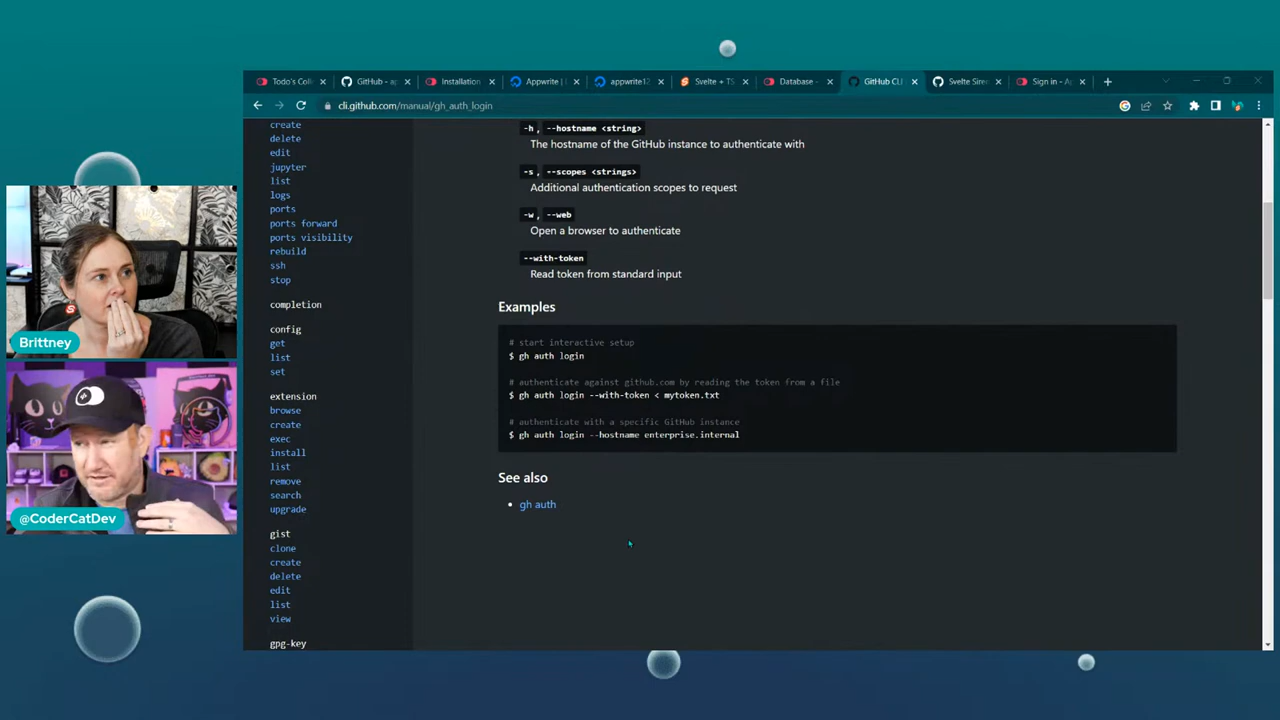 Todo's Coll
GitHub - ap
Installation
Appwrite | 
appwrite12
Svelte + TS
Database -
GitHub CLI
Svelte Sire
Sign in - Ap
cli.github.com/manual/gh_auth_login
create
delete
edit
jupyter
list
logs
ports
ports forward
ports visibility
rebuild
ssh
stop
completion
config
get
list
set
extension
browse
create
exec
install
list
remove
search
upgrade
gist
clone
create
delete
edit
list
view
gpg-key
-h, --hostname <string>
The hostname of the GitHub instance to authenticate with
-s, --scopes <strings>
Additional authentication scopes to request
-w, --web
Open a browser to authenticate
--with-token
Read token from standard input
Examples
# start interactive setup
$ gh auth login
# authenticate against github.com by reading the token from a file
$ gh auth login --with-token < mytoken.txt
# authenticate with a specific GitHub instance
$ gh auth login --hostname enterprise.internal
See also
• gh auth
Brittney
@CoderCatDev